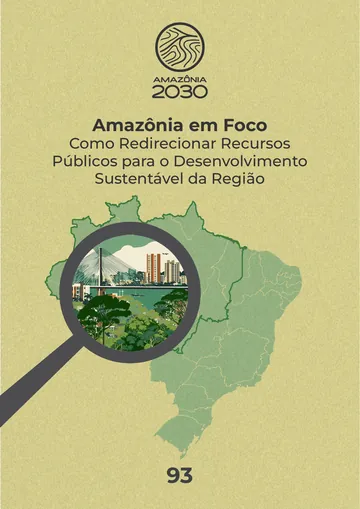 AMAZÔNIA
2030
Amazônia em Foco
Como Redirecionar Recursos
Públicos para o Desenvolvimento
Sustentável da Região
93